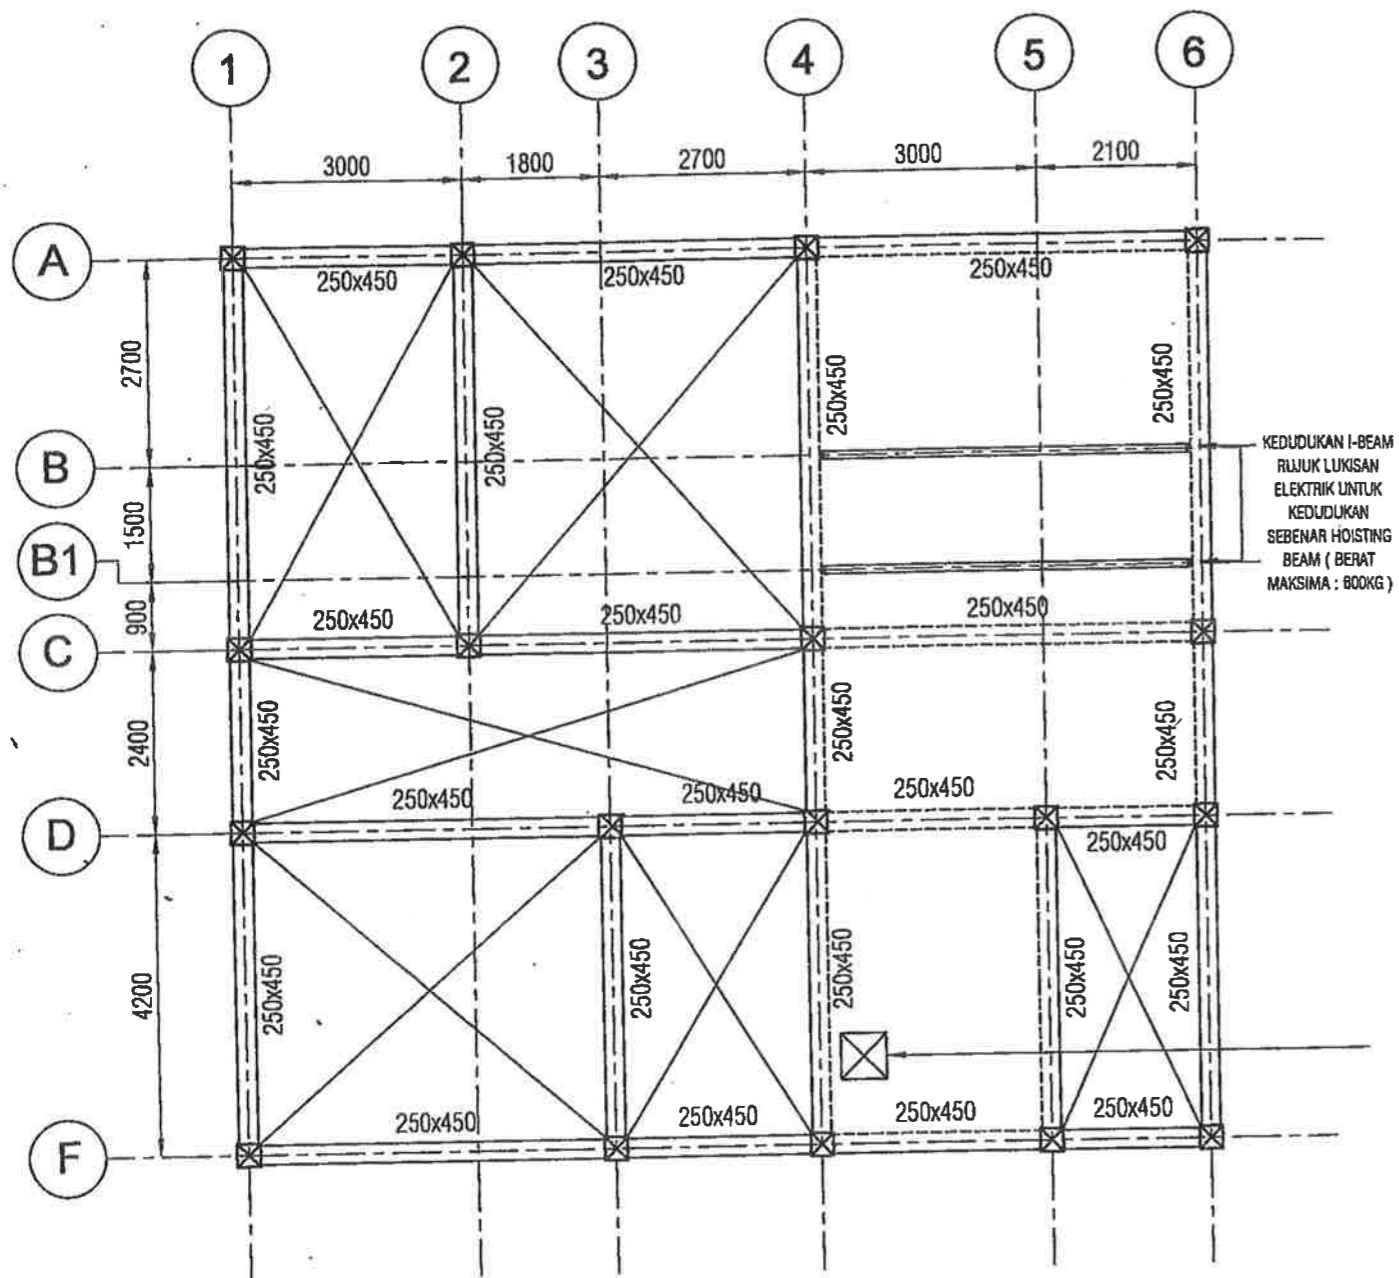 1 2 3 4 5 6
3000 1800 2700 3000 2100
A
250x450 250x450 250x450
2700
250x450 250x450 250x450 250x450
B
KEDUDUKAN I-BEAM
RUJUK LUKISAN
ELEKTRIK UNTUK
KEDUDUKAN
SEBENAR HOISTING
BEAM ( BERAT
MAKSIMA : 600KG )
1500
B1
900
250x450 250x450 250x450
C
2400
250x450 250x450 250x450
250x450 250x450 250x450
D
250x450
4200
250x450 250x450 250x450 250x450 250x450
250x450 250x450 250x450 250x450
F